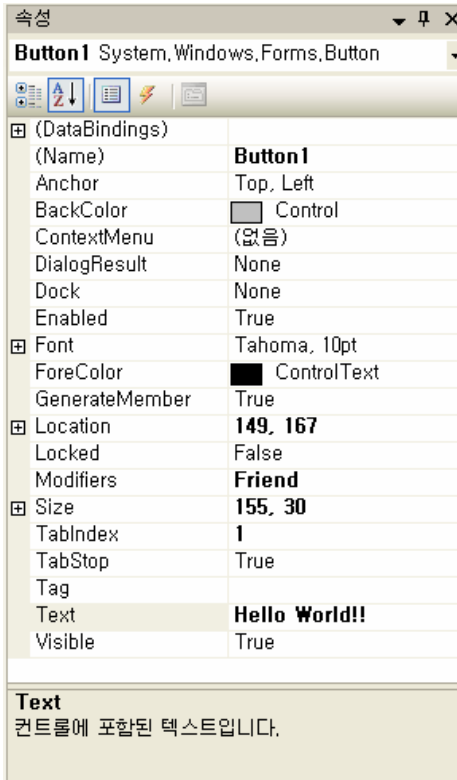 속성
Button1 System.Windows.Forms.Button
(DataBindings)
(Name) Button1
Anchor Top, Left
BackColor Control
ContextMenu (없음)
DialogResult None
Dock None
Enabled True
Font Tahoma, 10pt
ForeColor ControlText
GenerateMember True
Location 149, 167
Locked False
Modifiers Friend
Size 155, 30
TabIndex 1
TabStop True
Tag
Text Hello World!!
Visible True
Text
컨트롤에 포함된 텍스트입니다.